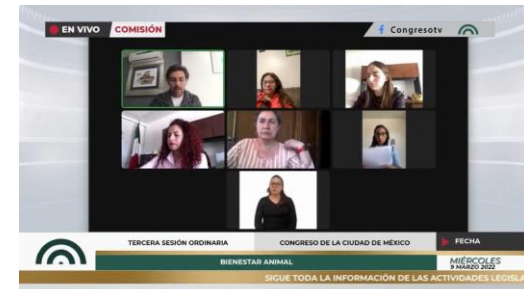 EN VIVO COMISIÓN
Congresotv
TERCERA SESIÓN ORDINARIA CONGRESO DE LA CIUDAD DE MÉXICO FECHA
BIENESTAR ANIMAL MIÉRCOLES
9 MARZO 2022
SIGUE TODA LA INFORMACIÓN DE LAS ACTIVIDADES LEGISLA